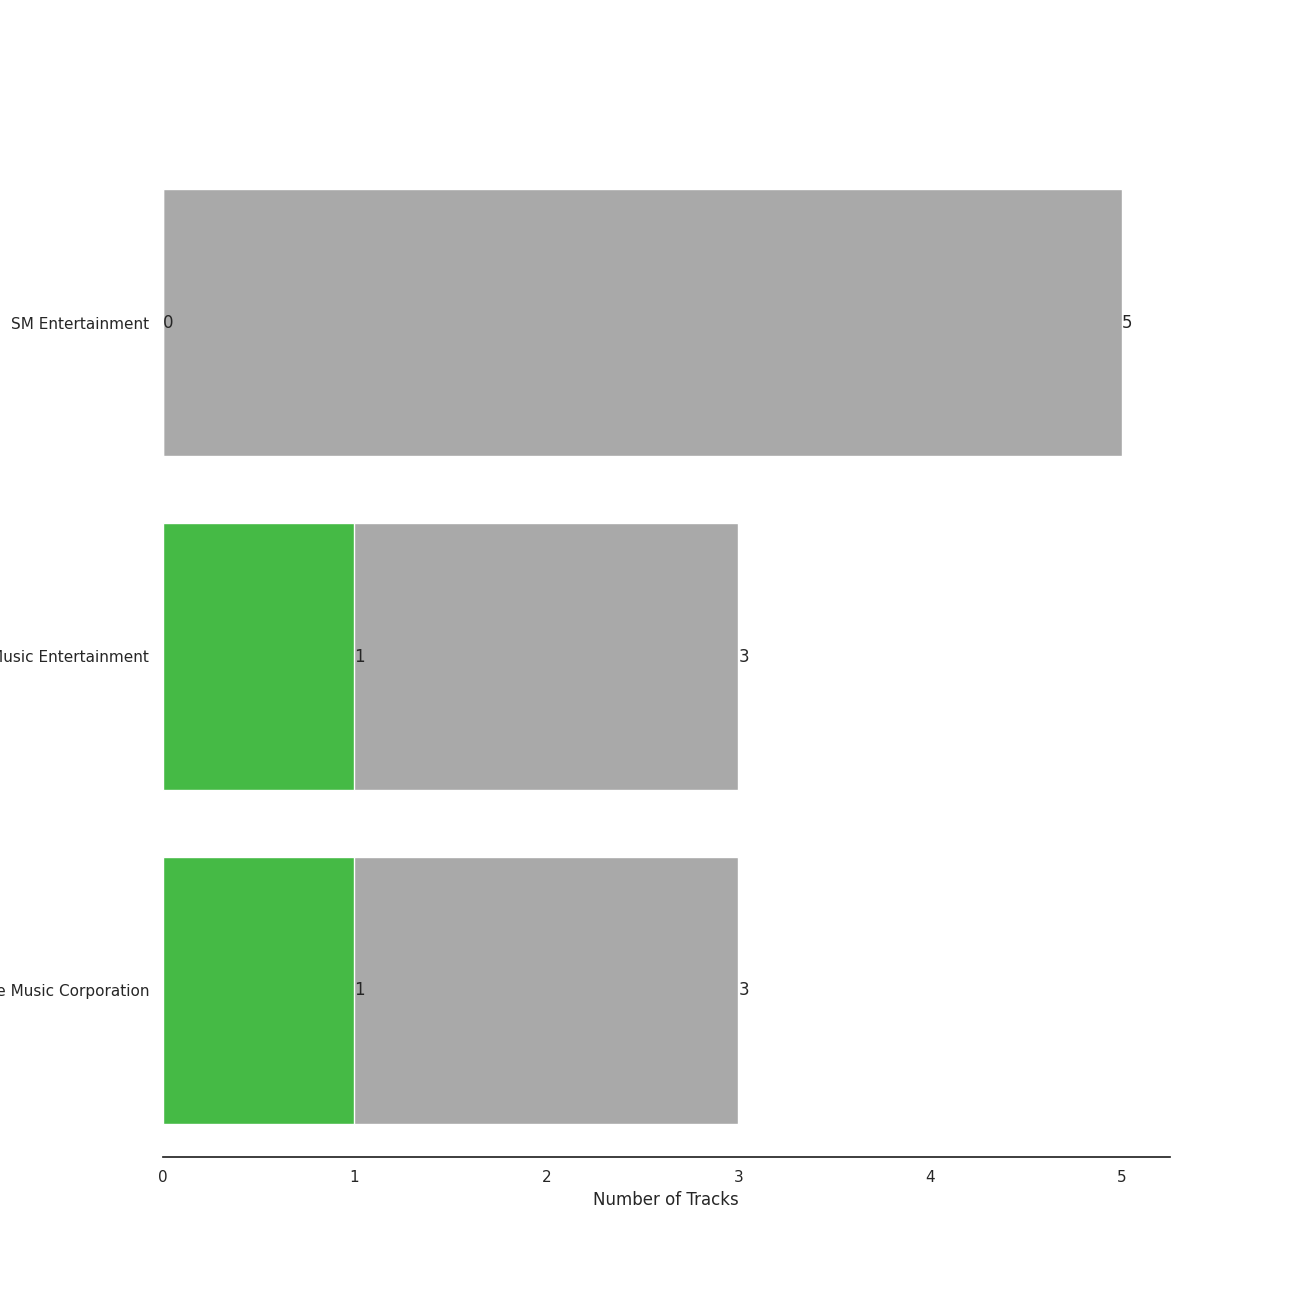 SM Entertainment 0 5
Music Entertainment 1 3
Music Corporation 1 3
0 1 2 3 4 5
Number of Tracks